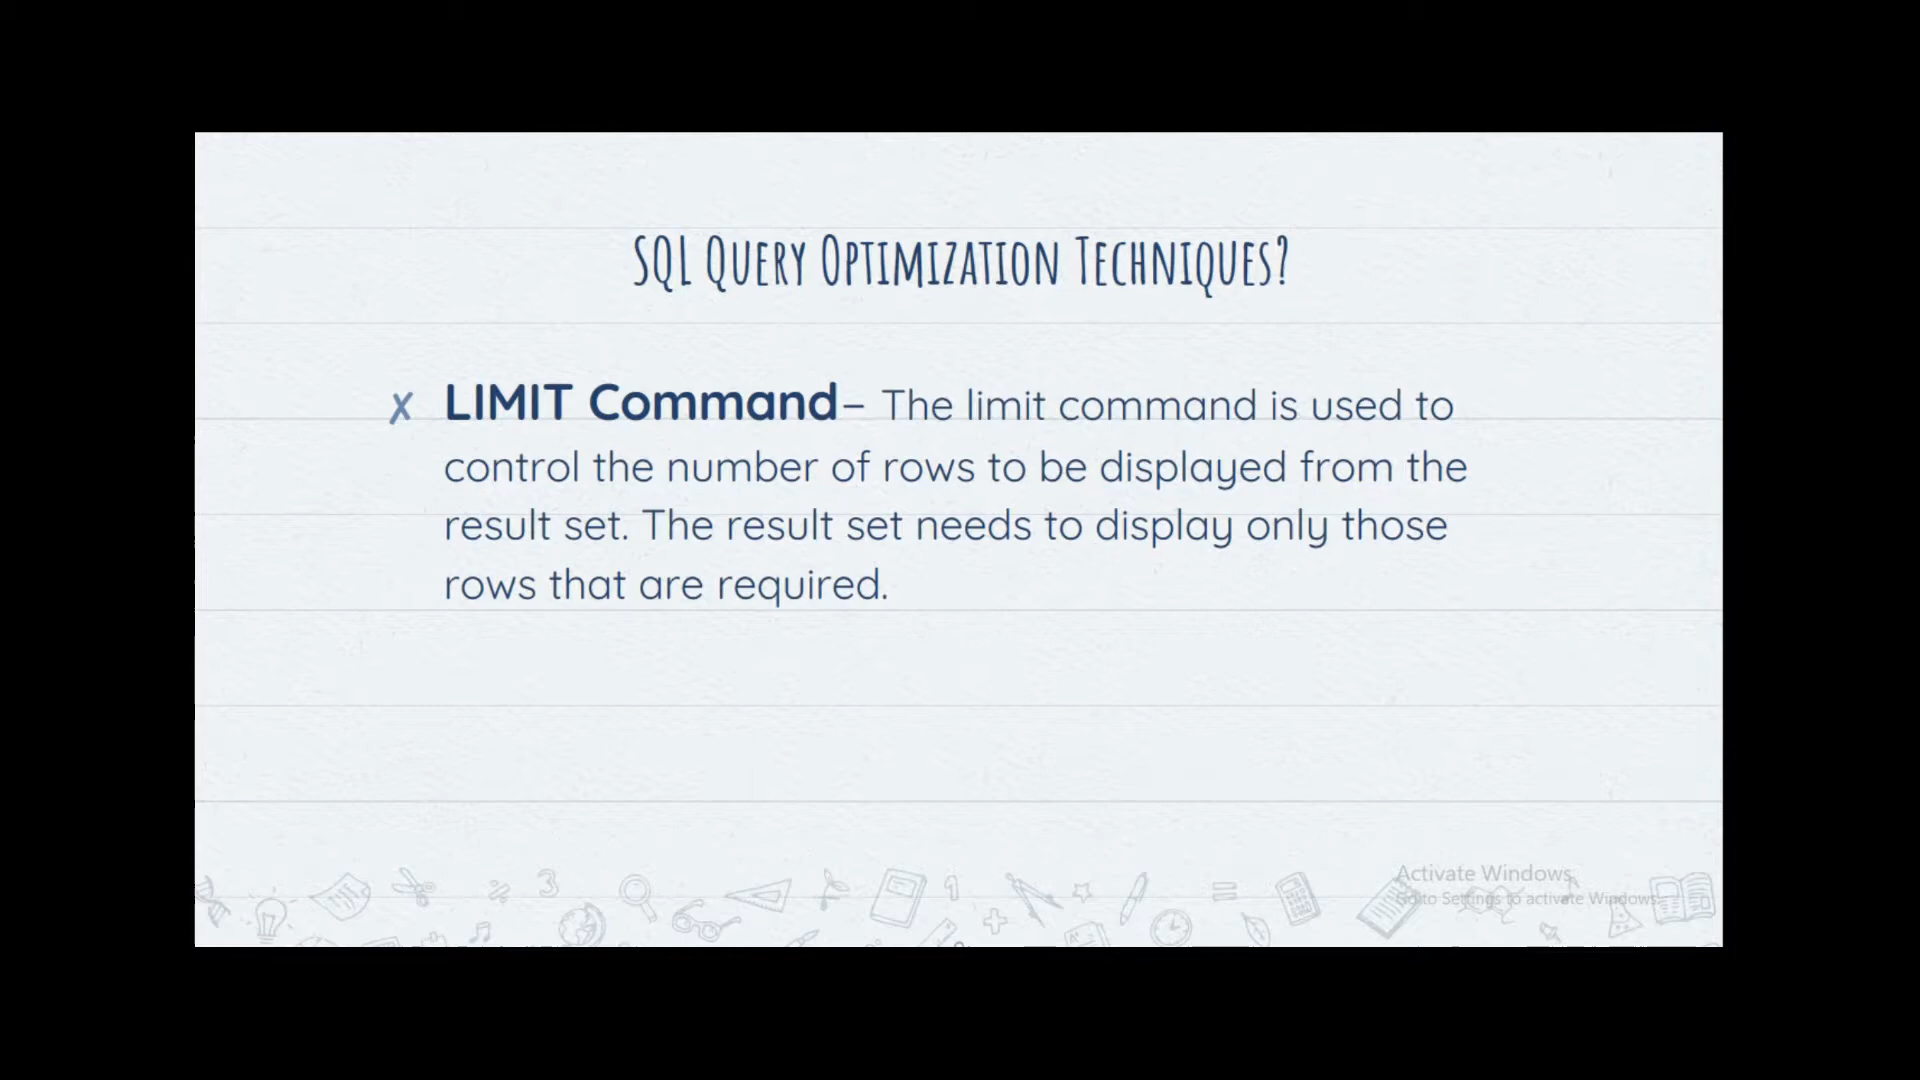 SQL Query Optimization Techniques?
✗ LIMIT Command– The limit command is used to
control the number of rows to be displayed from the
result set. The result set needs to display only those
rows that are required.
3
1
Activate Windows
Go to Settings to activate Windows.